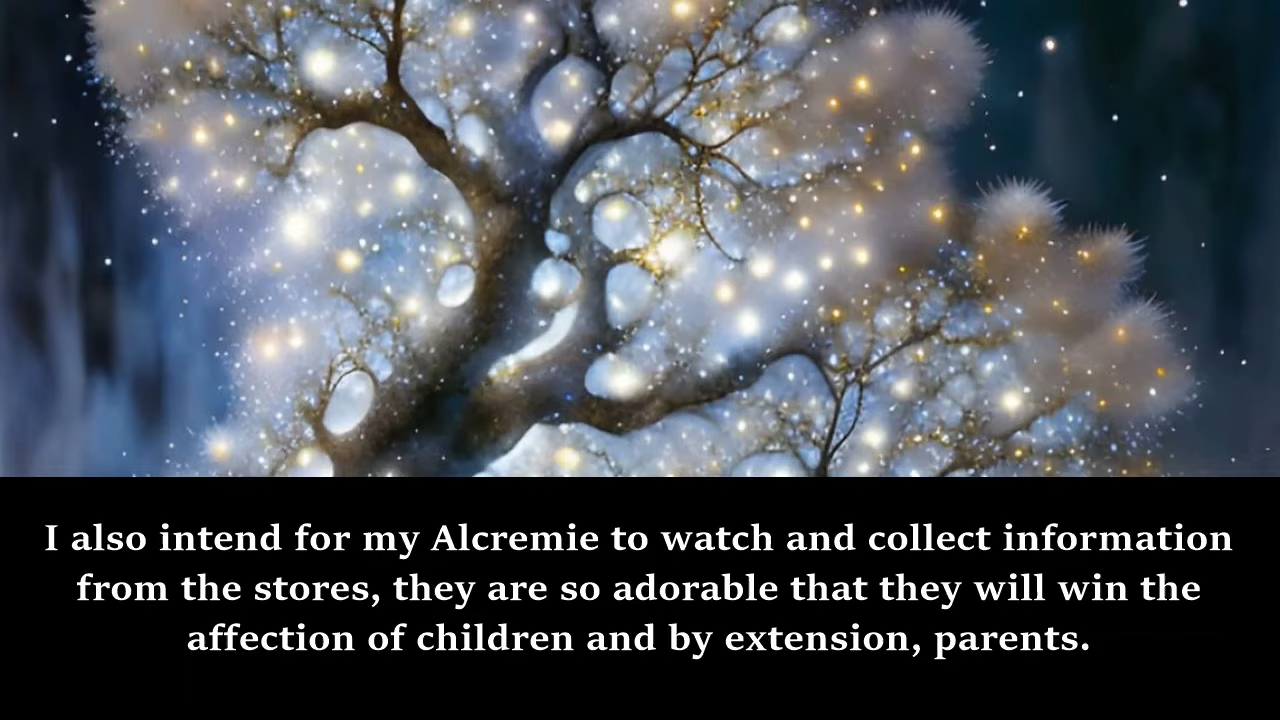 I also intend for my Alcremie to watch and collect information
from the stores, they are so adorable that they will win the
affection of children and by extension, parents.